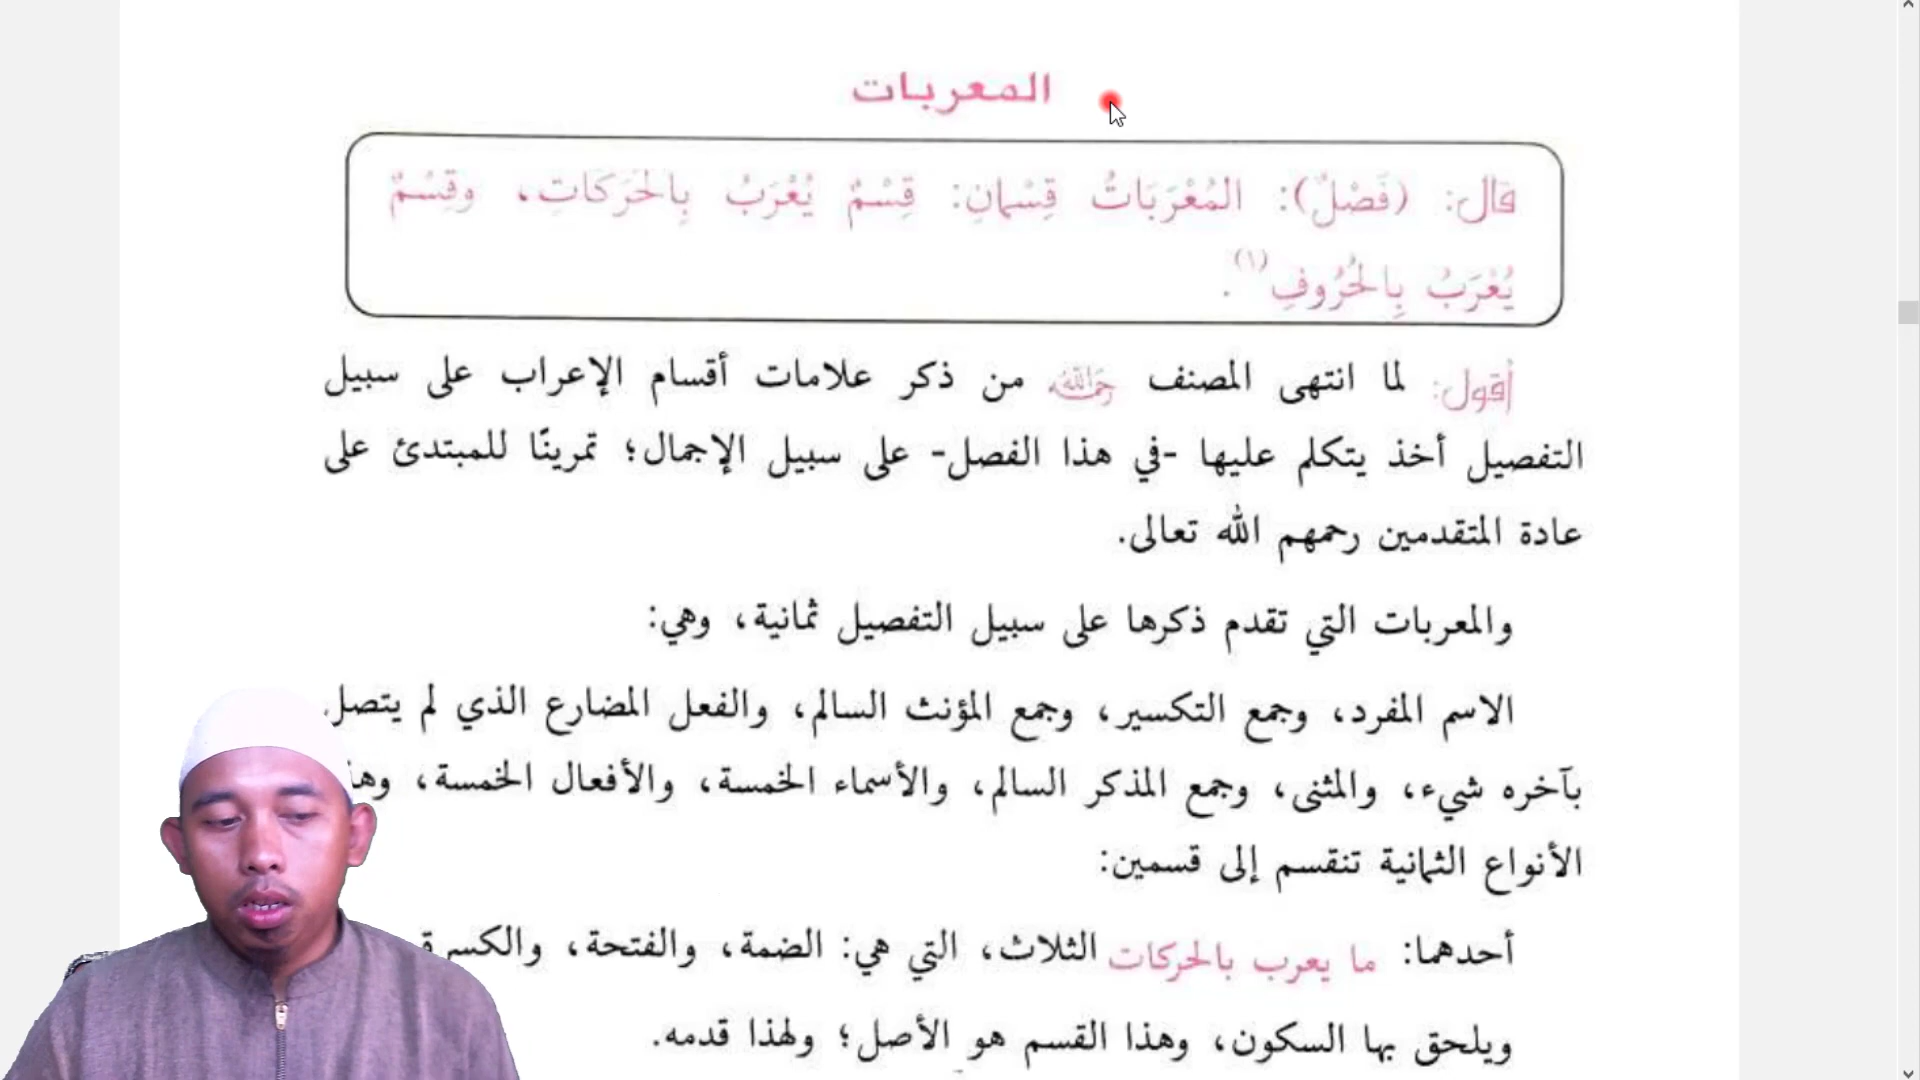 المعربات
قال: (فَصْلٌ): المُعْرَبَاتُ قِسْمانِ: قِسْمٌ يُعْرَبُ بِالحَرَكَاتِ، وقِسْمٌ
يُعْرَبُ بِالحُرُوفِ(١).
أقول: لما انتهى المصنف رحمه الله من ذكر علامات أقسام الإعراب على سبيل
التفصيل أخذ يتكلم عليها -في هذا الفصل- على سبيل الإجمال؛ تمرينًا للمبتدئ على
عادة المتقدمين رحمهم الله تعالى.
والمعربات التي تقدم ذكرها على سبيل التفصيل ثمانية، وهي:
الاسم المفرد، وجمع التكسير، وجمع المؤنث السالم، والفعل المضارع الذي لم يتصل
بآخره شيء، والمثنى، وجمع المذكر السالم، والأسماء الخمسة، والأفعال الخمسة،
الأنواع الثمانية تنقسم إلى قسمين:
أحدهما: ما يعرب بالحركات الثلاث، التي هي: الضمة، والفتحة،
ويلحق بها السكون، وهذا القسم هو الأصل؛ ولهذا قدمه.